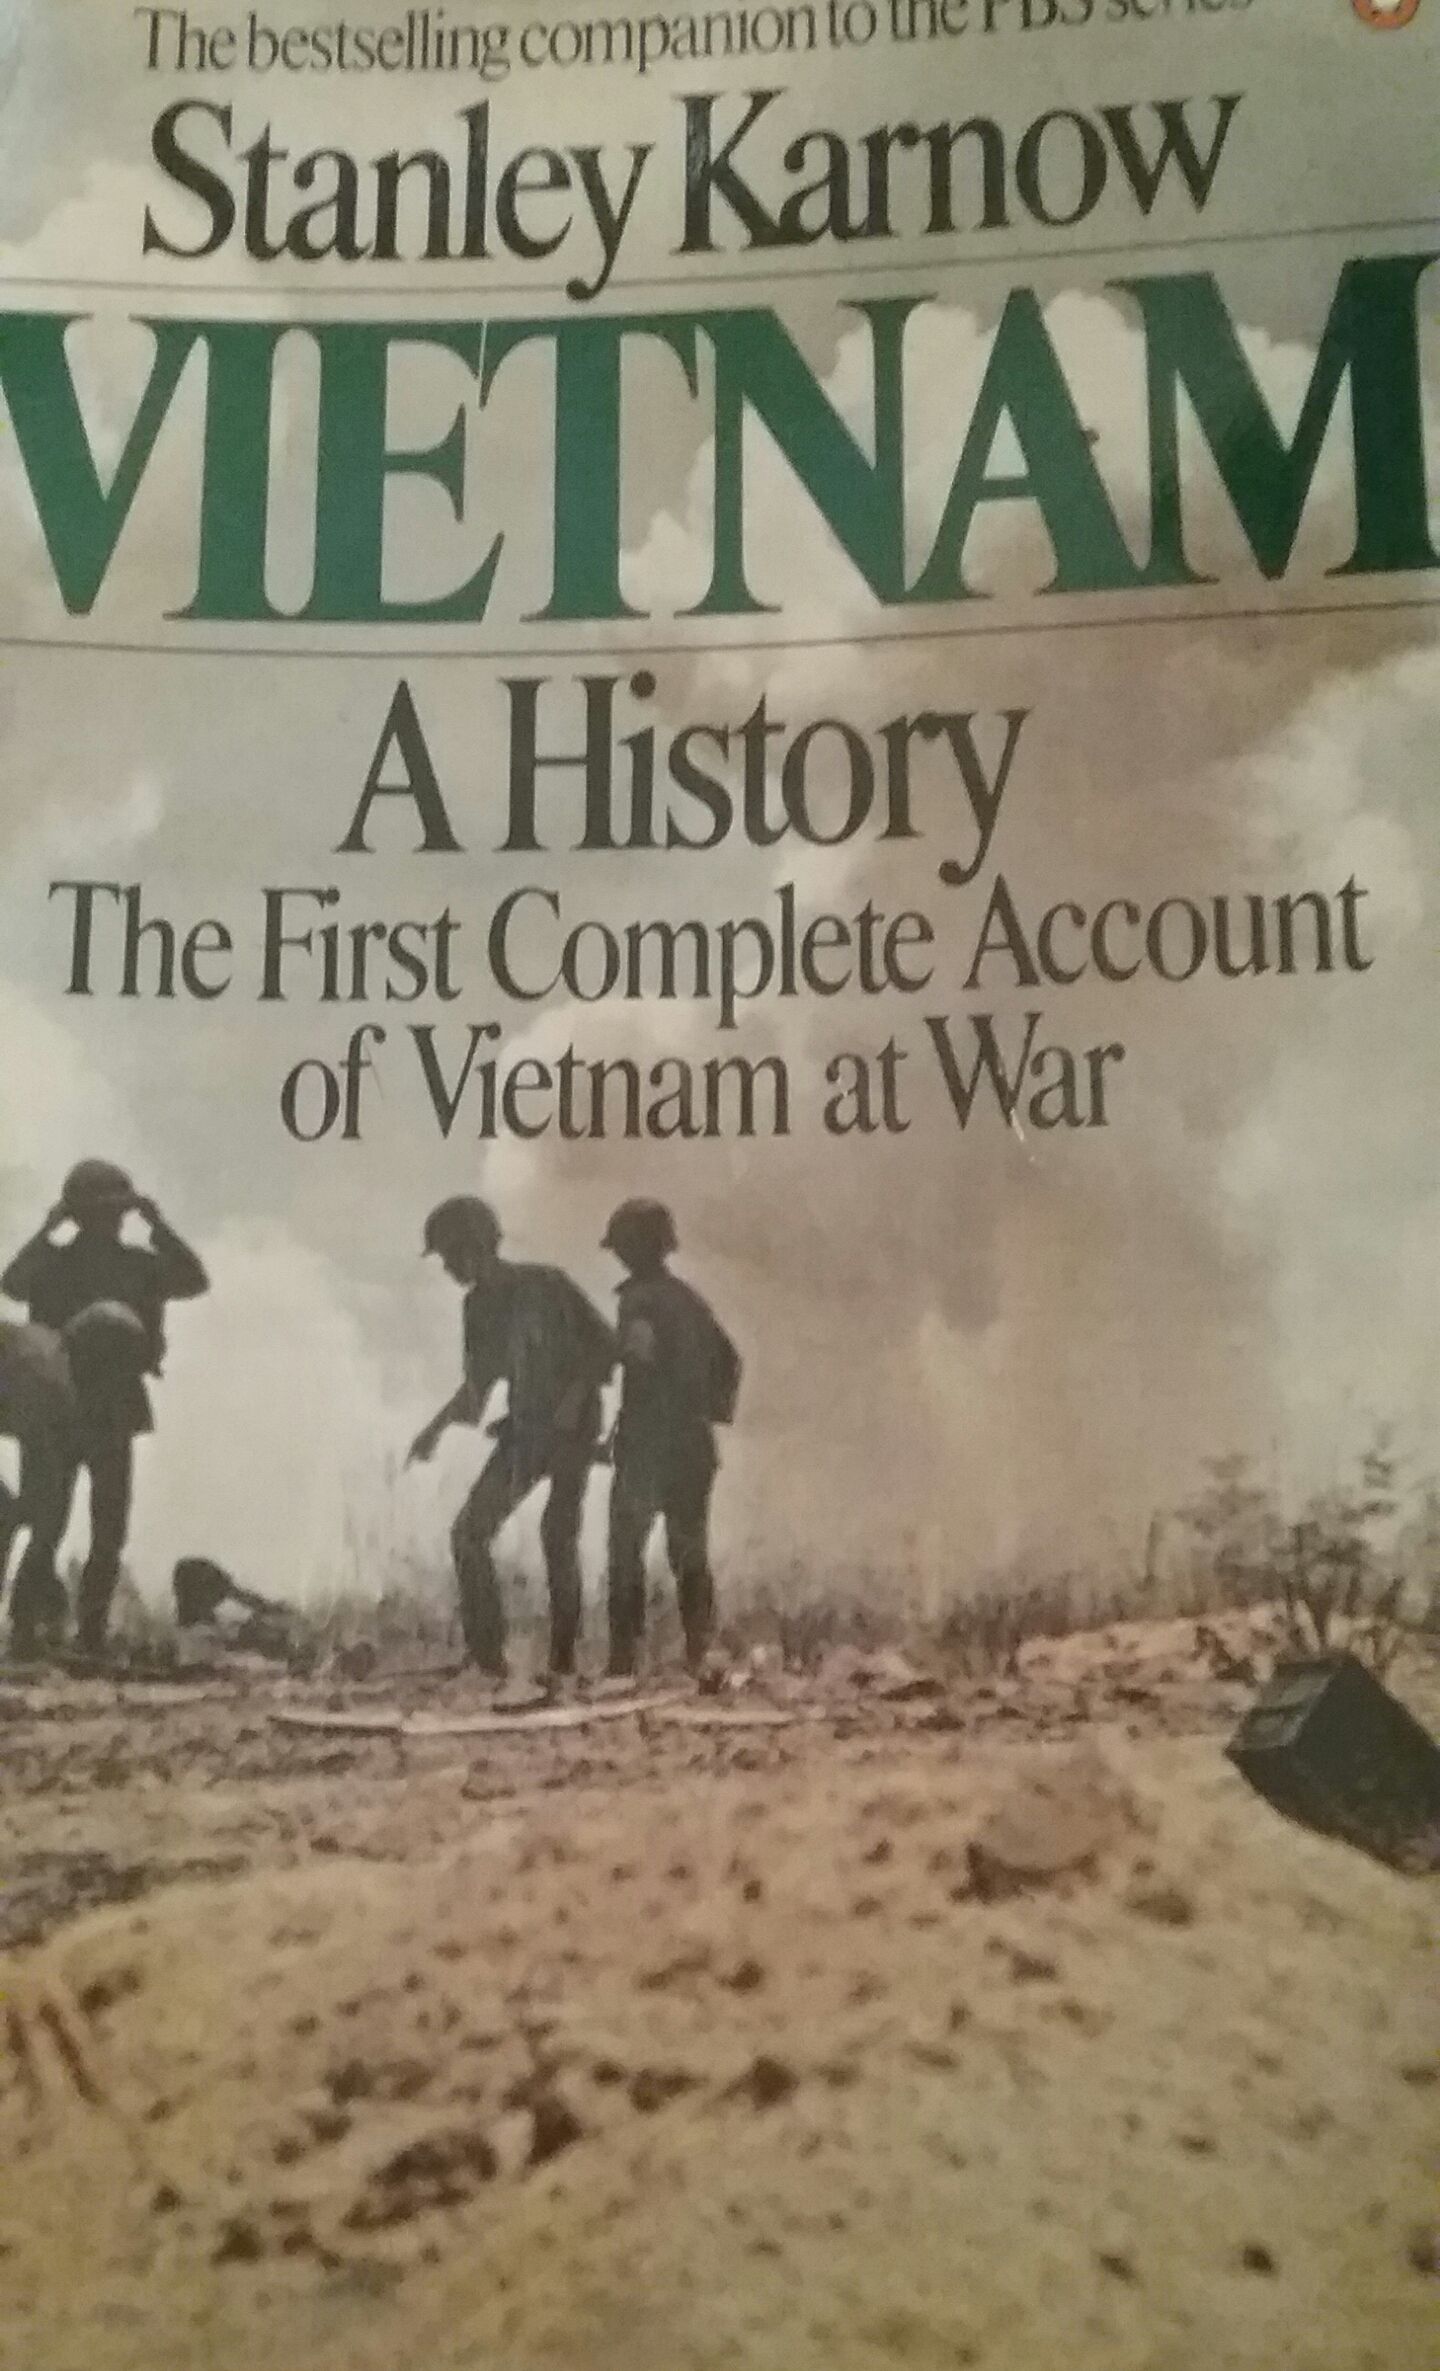 The bestselling companion to the PBS series
Stanley Karnow
VIETNAM
A History
The First Complete Account
of Vietnam at War